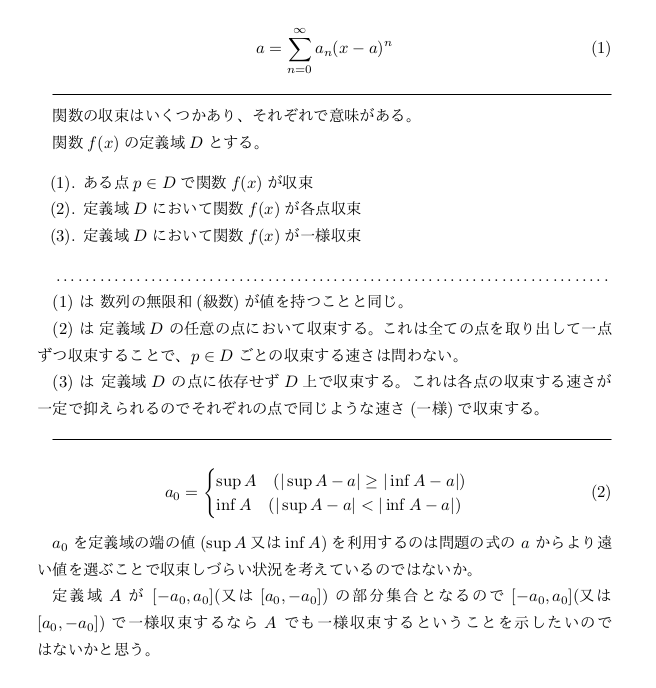 a = \sum_{n=0}^{\infty} a_n(x − a)^n (1)
関数の収束はいくつかあり、それぞれで意味がある。
関数 f(x) の定義域 D とする。
(1). ある点 p ∈ D で関数 f(x) が収束
(2). 定義域 D において関数 f(x) が各点収束
(3). 定義域 D において関数 f(x) が一様収束
(1) は 数列の無限和 (級数) が値を持つことと同じ。
(2) は 定義域 D の任意の点において収束する。これは全ての点を取り出して一点
ずつ収束することで、p ∈ D ごとの収束する速さは問わない。
(3) は 定義域 D の点に依存せず D 上で収束する。これは各点の収束する速さが
一定で抑えられるのでそれぞれの点で同じような速さ (一様) で収束する。
a_0 = \begin{cases} \sup A & (|\sup A − a| ≥ |\inf A − a|) \\ \inf A & (|\sup A − a| < |\inf A − a|) \end{cases} (2)
a_0 を定義域の端の値 (sup A 又は inf A) を利用するのは問題の式の a からより遠
い値を選ぶことで収束しづらい状況を考えているのではないか。
定義域 A が [−a_0, a_0](又は [a_0, −a_0]) の部分集合となるので [−a_0, a_0](又は
[a_0, −a_0]) で一様収束するなら A でも一様収束するということを示したいので
はないかと思う。